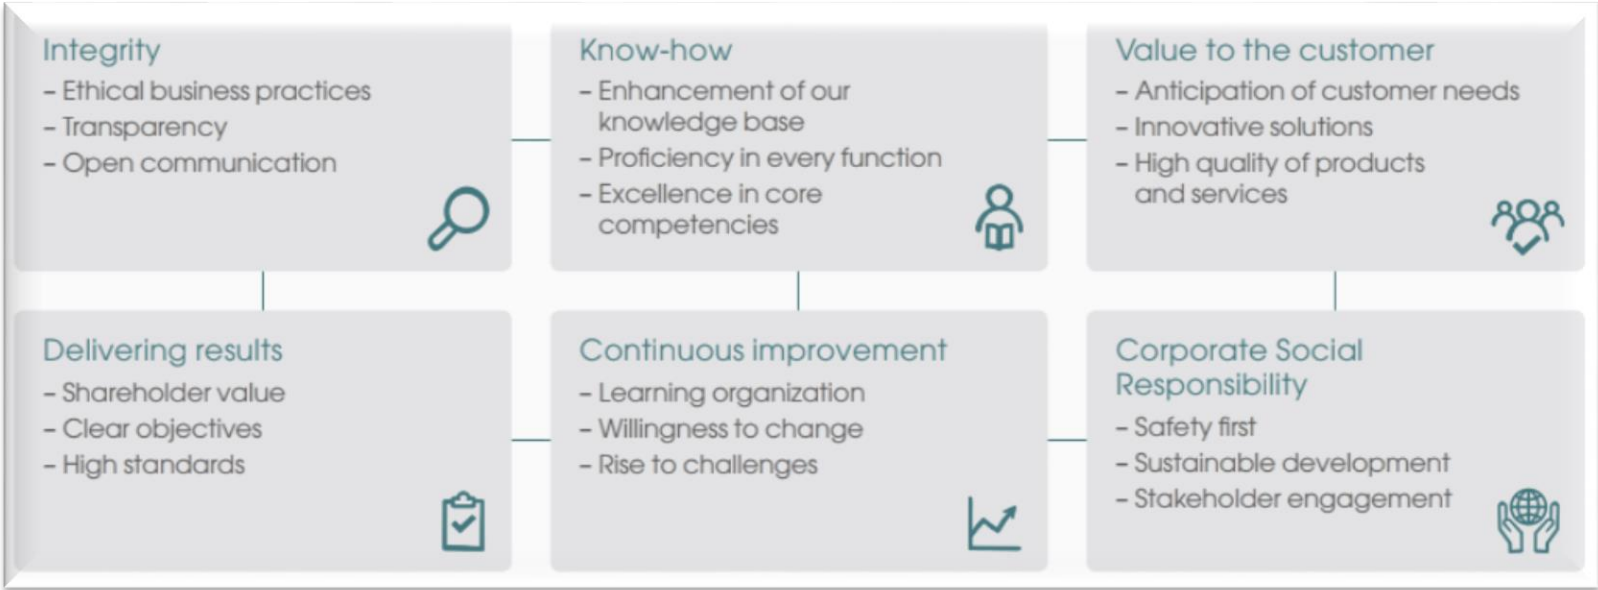 Integrity
– Ethical business practices
– Transparency
– Open communication
Know-how
– Enhancement of our
knowledge base
– Proficiency in every function
– Excellence in core
competencies
Value to the customer
– Anticipation of customer needs
– Innovative solutions
– High quality of products
and services
Delivering results
– Shareholder value
– Clear objectives
– High standards
Continuous improvement
– Learning organization
– Willingness to change
– Rise to challenges
Corporate Social
Responsibility
– Safety first
– Sustainable development
– Stakeholder engagement